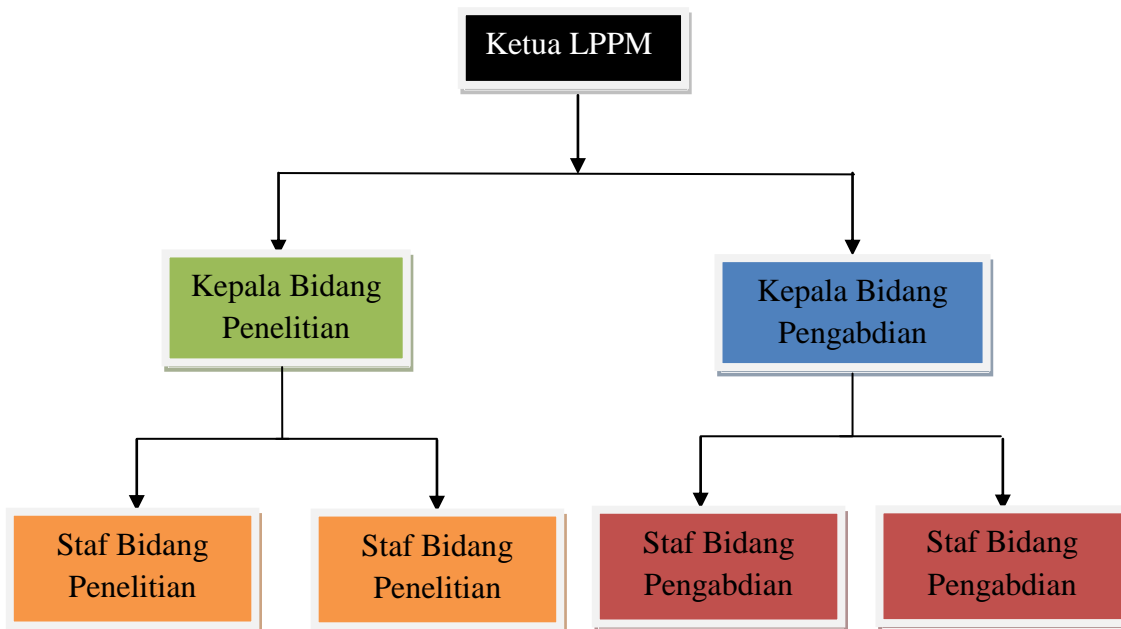 Ketua LPPM
Kepala Bidang
Penelitian
Kepala Bidang
Pengabdian
Staf Bidang
Penelitian
Staf Bidang
Penelitian
Staf Bidang
Pengabdian
Staf Bidang
Pengabdian